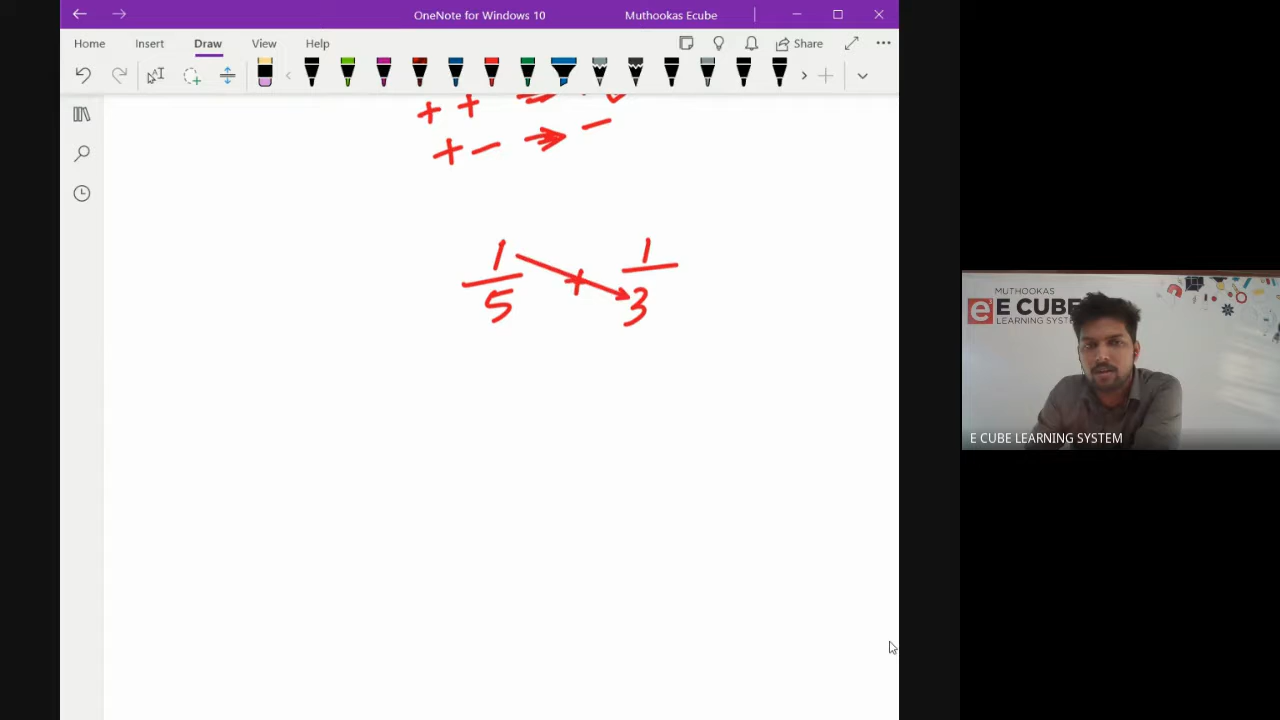 OneNote for Windows 10
Muthookas Ecube
Home Insert Draw View Help
Share
+ + ⇒ +
+ - ⇒ -
1/5 + 1/3
MUTHOOKAS
e³ E CUBE
LEARNING SYSTEM
E CUBE LEARNING SYSTEM